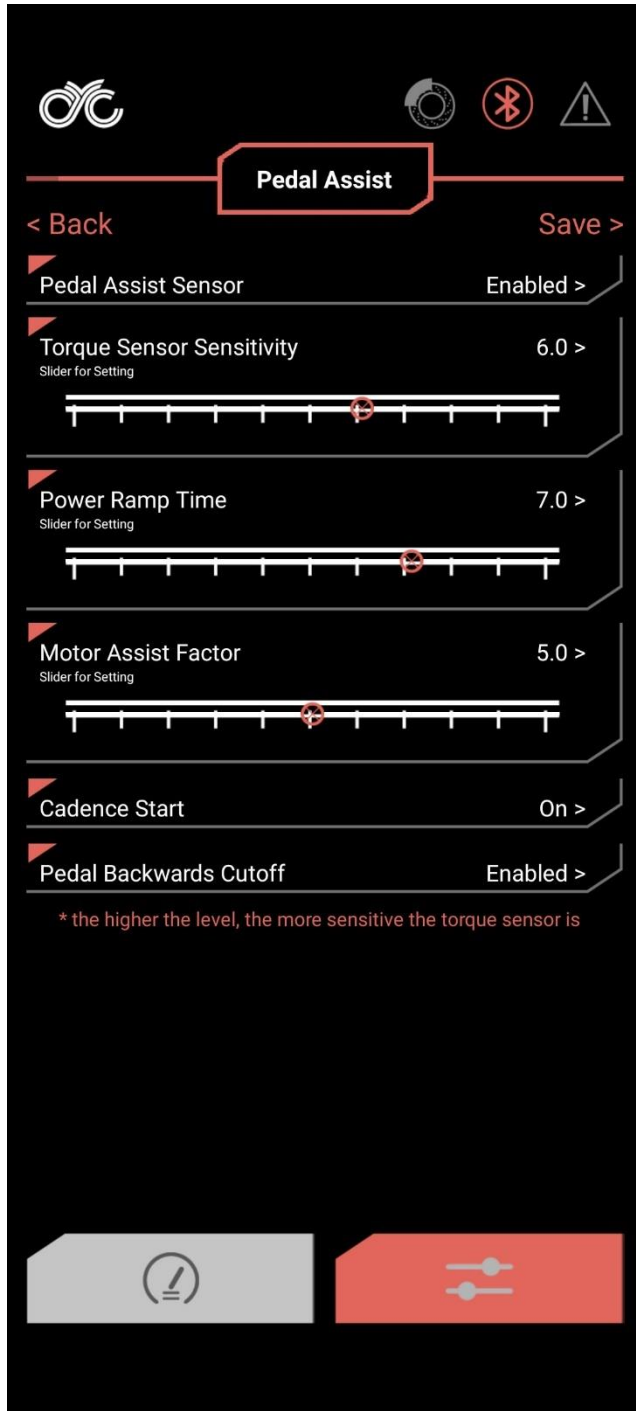 Pedal Assist
< Back Save >
Pedal Assist Sensor Enabled >
Torque Sensor Sensitivity 6.0 >
Slider for Setting
Power Ramp Time 7.0 >
Slider for Setting
Motor Assist Factor 5.0 >
Slider for Setting
Cadence Start On >
Pedal Backwards Cutoff Enabled >
* the higher the level, the more sensitive the torque sensor is